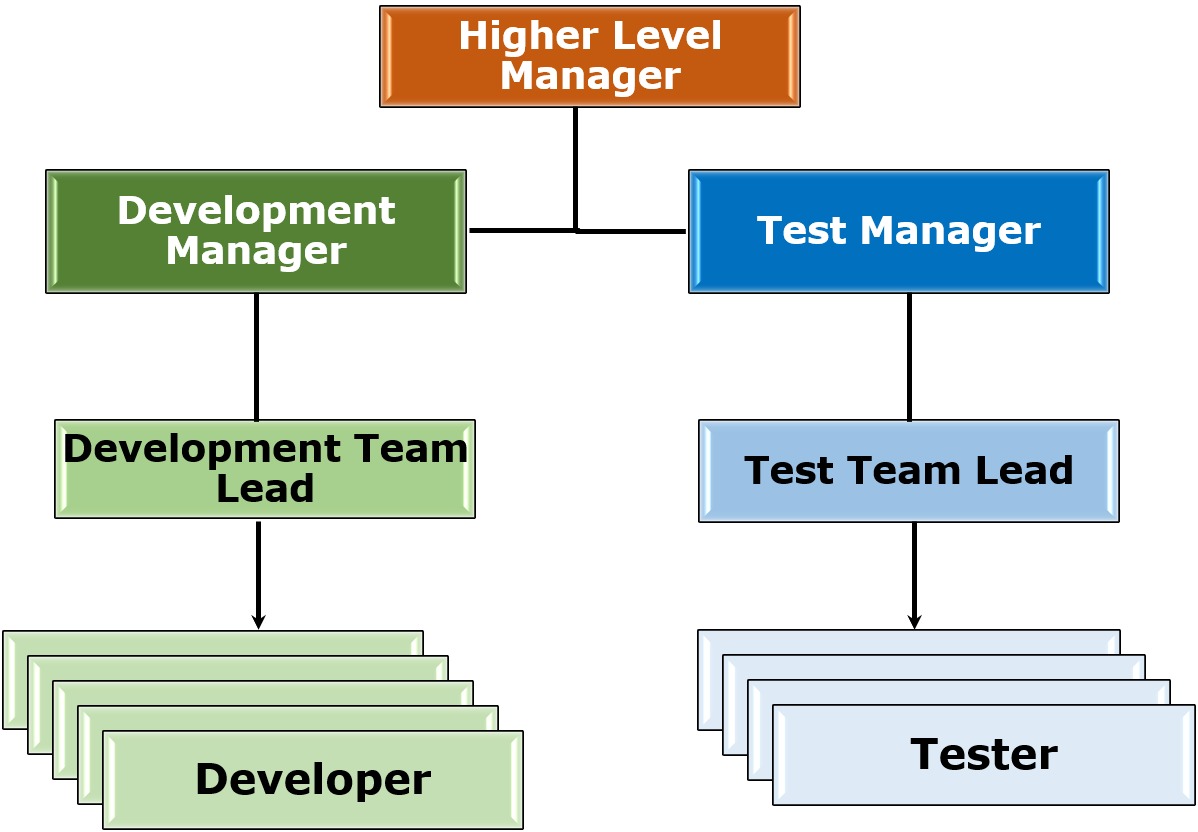 Higher Level
Manager
Development
Manager
Test Manager
Development Team
Lead
Test Team Lead
Developer
Tester